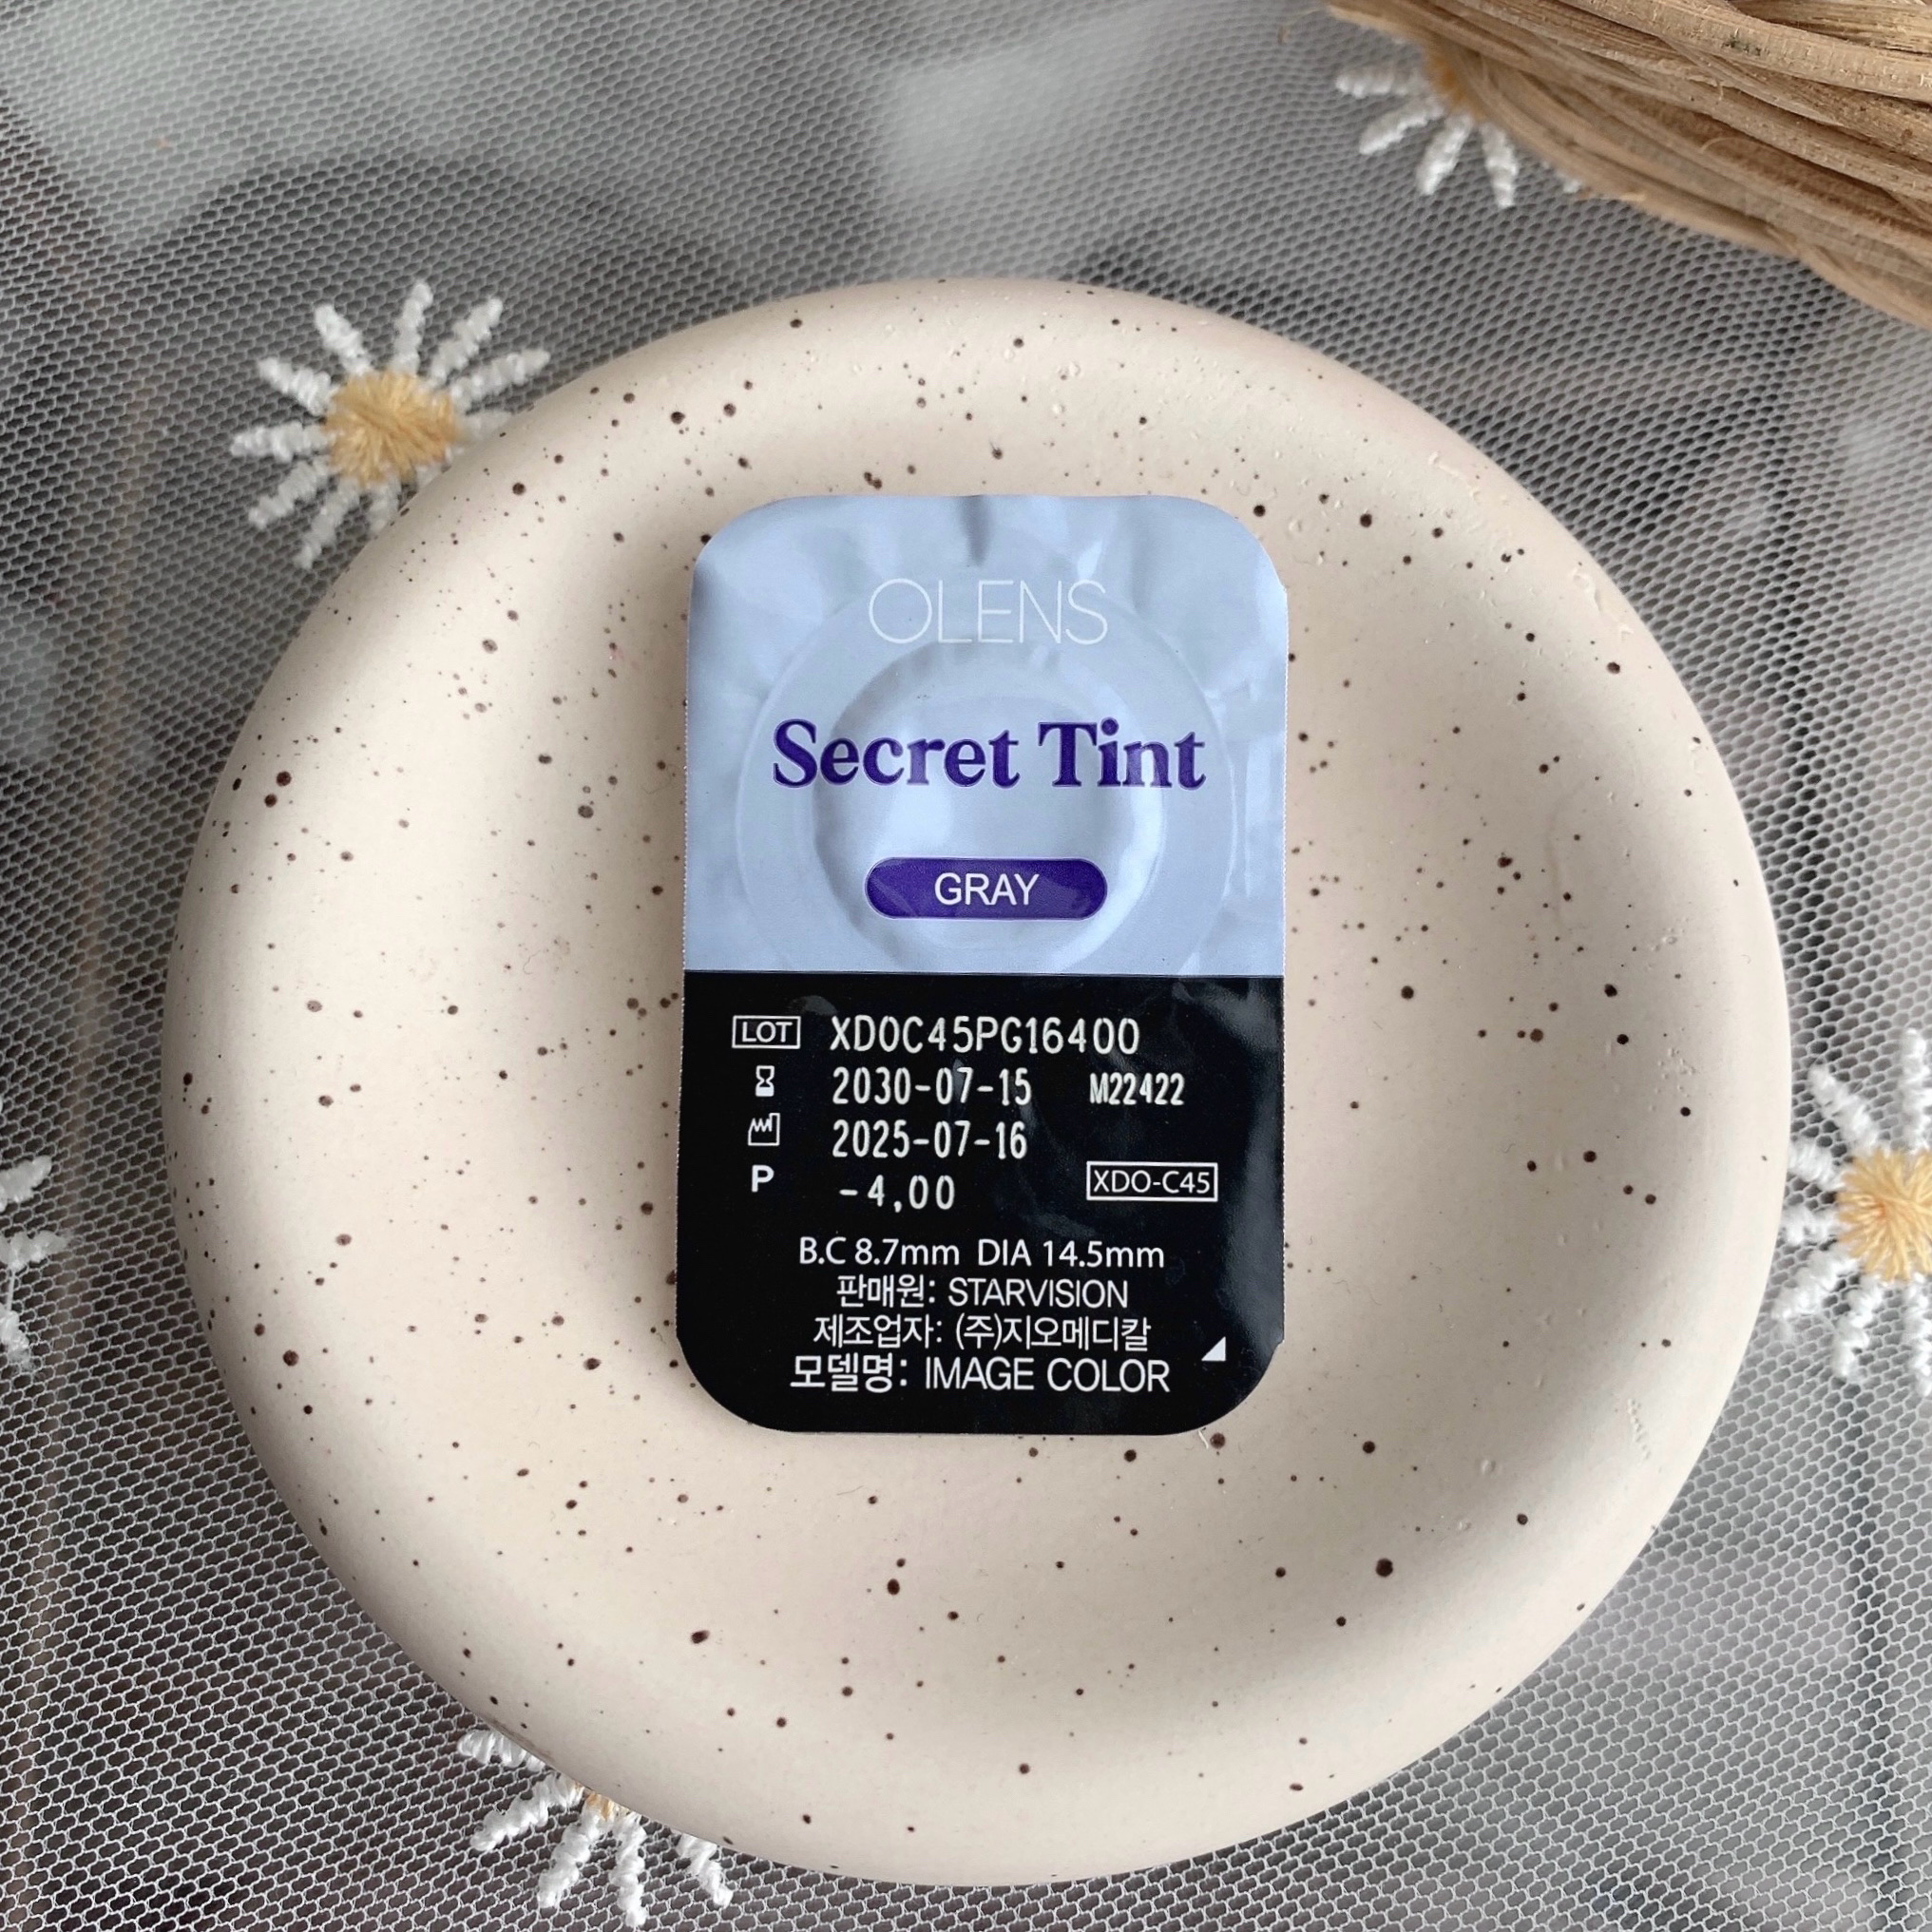 OLENS
Secret Tint
GRAY
LOT XDOC45PG16400
2030-07-15 M22422
2025-07-16
P -4,00 XDO-C45
B.C 8.7mm DIA 14.5mm
판매원: STARVISION
제조업자: (주)지오메디칼
모델명: IMAGE COLOR